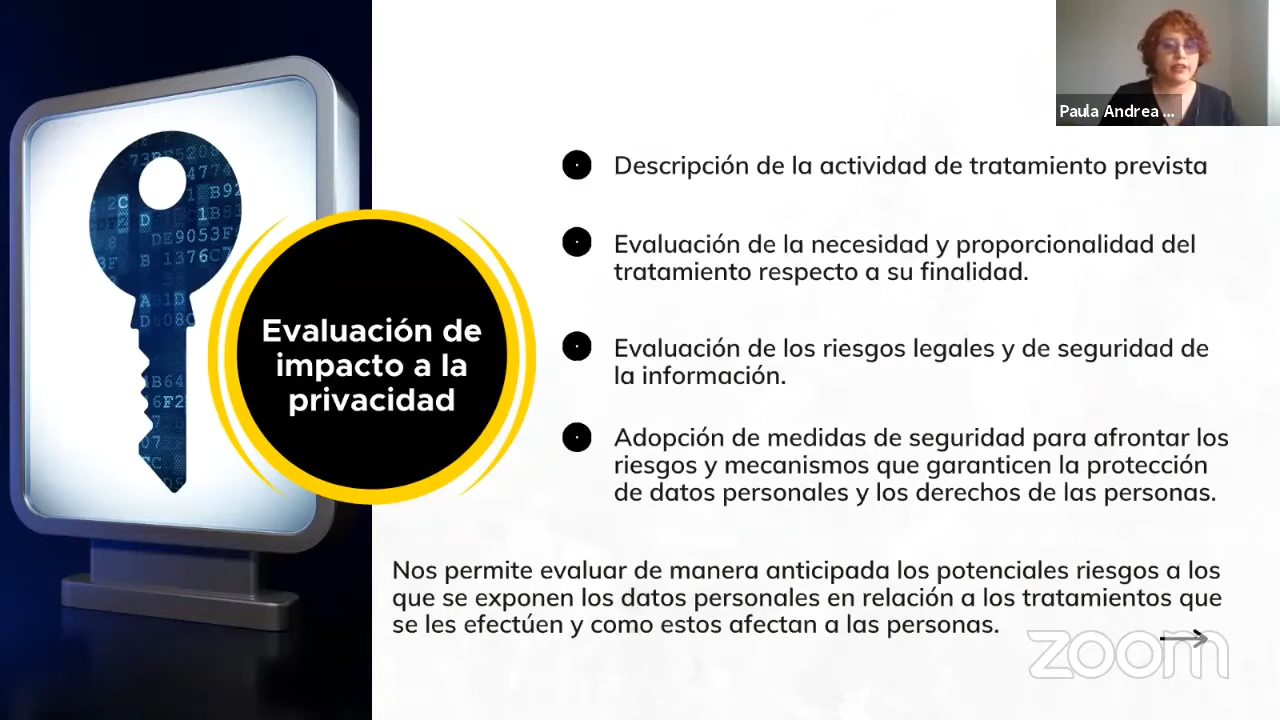 Paula Andrea ...
Descripción de la actividad de tratamiento prevista
Evaluación de la necesidad y proporcionalidad del
tratamiento respecto a su finalidad.
Evaluación de
impacto a la
privacidad
Evaluación de los riesgos legales y de seguridad de
la información.
Adopción de medidas de seguridad para afrontar los
riesgos y mecanismos que garanticen la protección
de datos personales y los derechos de las personas.
Nos permite evaluar de manera anticipada los potenciales riesgos a los
que se exponen los datos personales en relación a los tratamientos que
se les efectúen y como estos afectan a las personas.
zoom